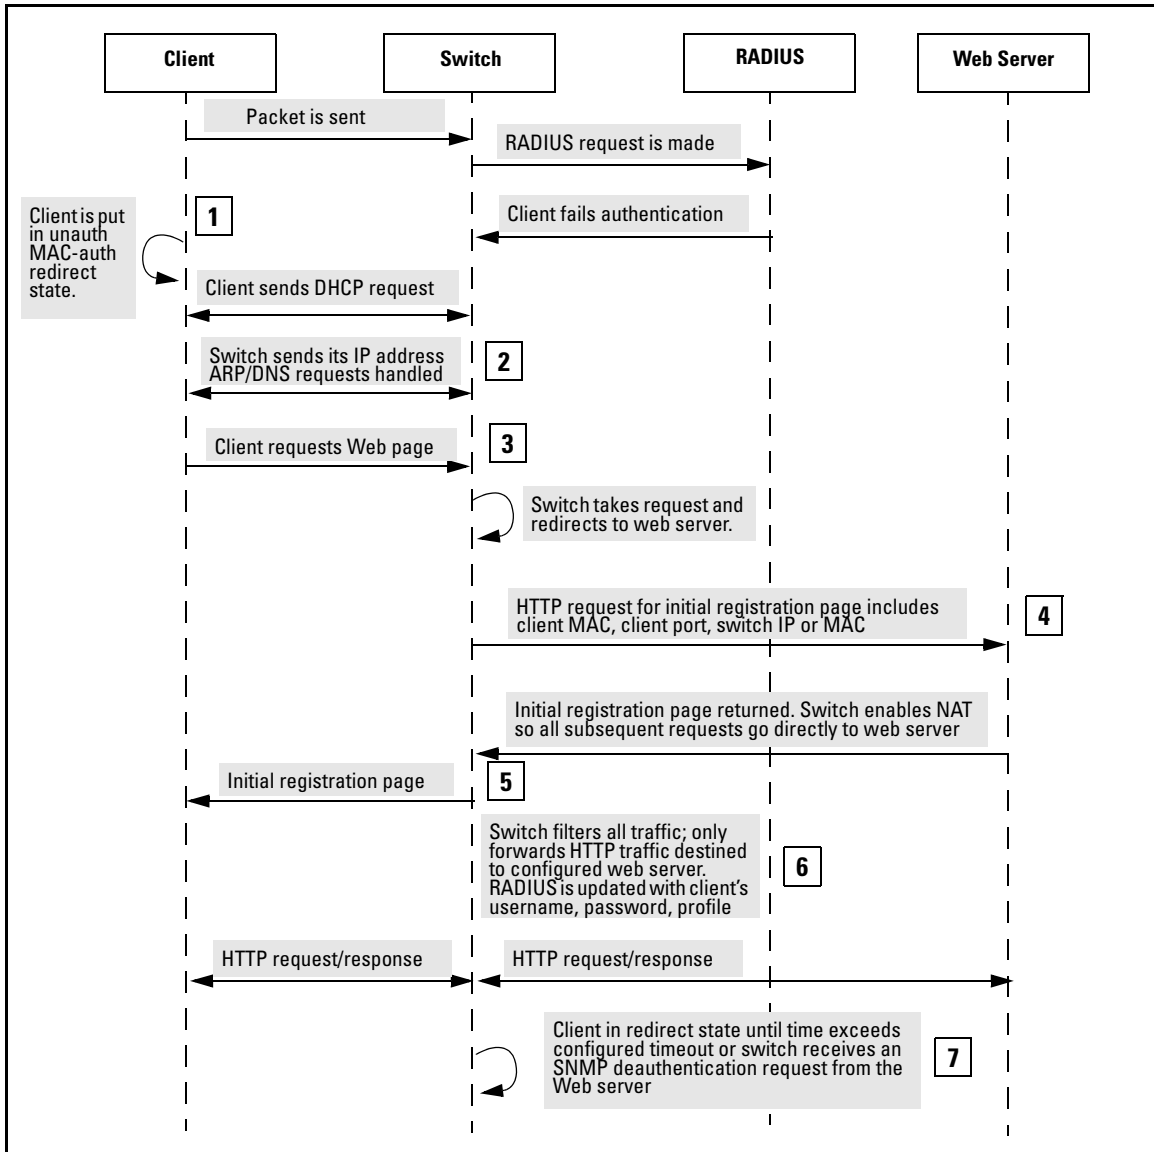 Client
Switch
RADIUS
Web Server
Packet is sent
RADIUS request is made
1
Client is put
in unauth
MAC-auth
redirect
state.
Client fails authentication
Client sends DHCP request
Switch sends its IP address
ARP/DNS requests handled
2
Client requests Web page
3
Switch takes request and
redirects to web server.
HTTP request for initial registration page includes
client MAC, client port, switch IP or MAC
4
Initial registration page returned. Switch enables NAT
so all subsequent requests go directly to web server
Initial registration page
5
Switch filters all traffic; only
forwards HTTP traffic destined
to configured web server.
RADIUS is updated with client's
username, password, profile
6
HTTP request/response
HTTP request/response
Client in redirect state until time exceeds
configured timeout or switch receives an
SNMP deauthentication request from the
Web server
7